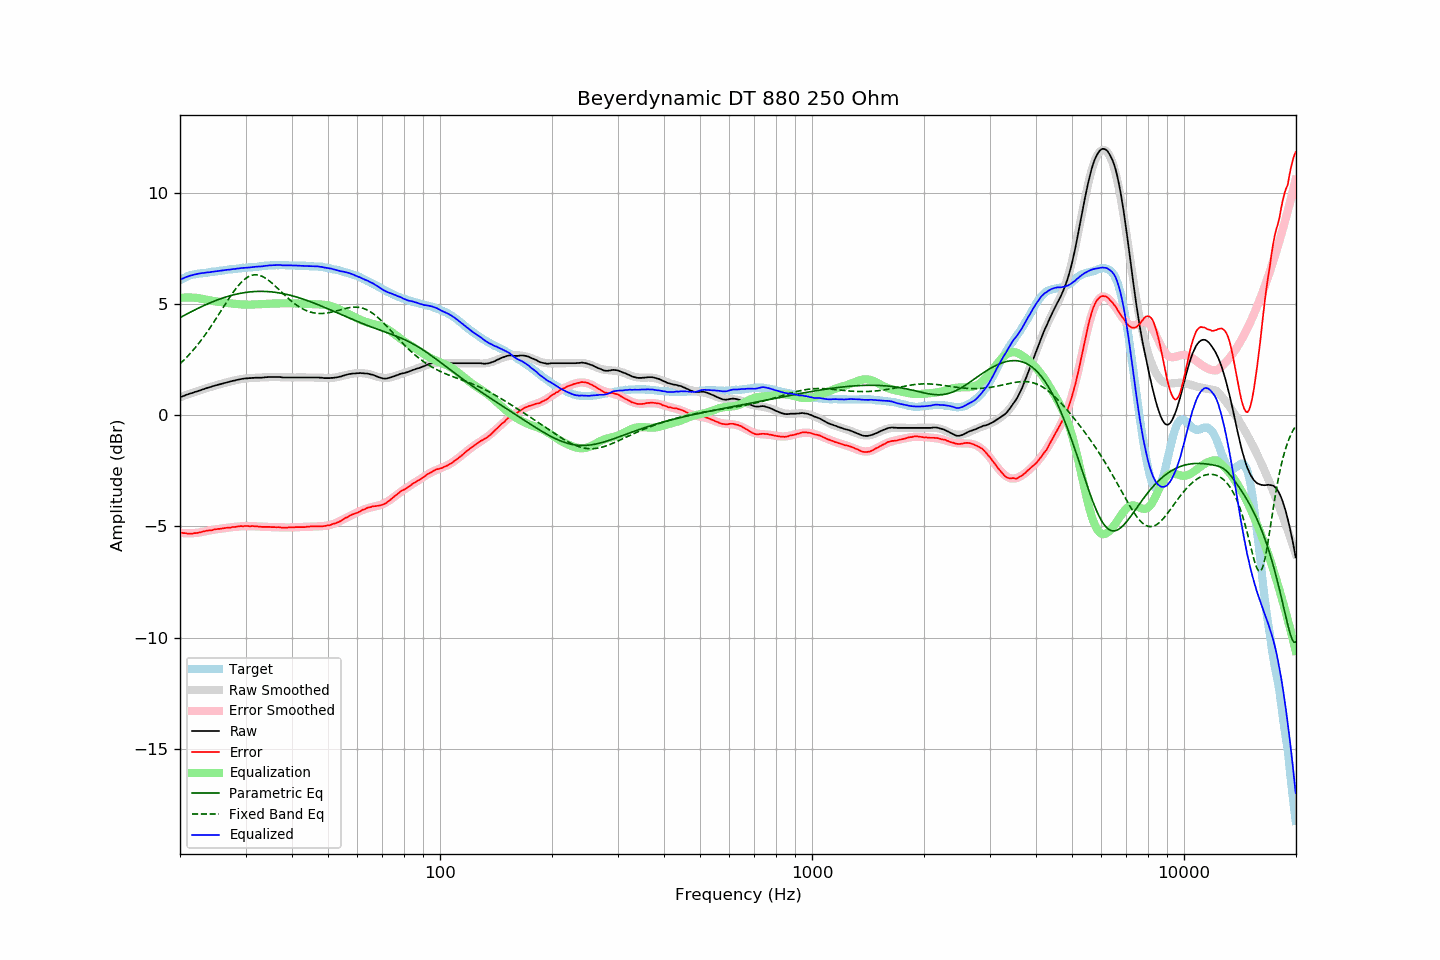 Beyerdynamic DT 880 250 Ohm
10
5
0
−5
−10
−15
Amplitude (dBr)
Target
Raw Smoothed
Error Smoothed
Raw
Error
Equalization
Parametric Eq
Fixed Band Eq
Equalized
100
1000
10000
Frequency (Hz)